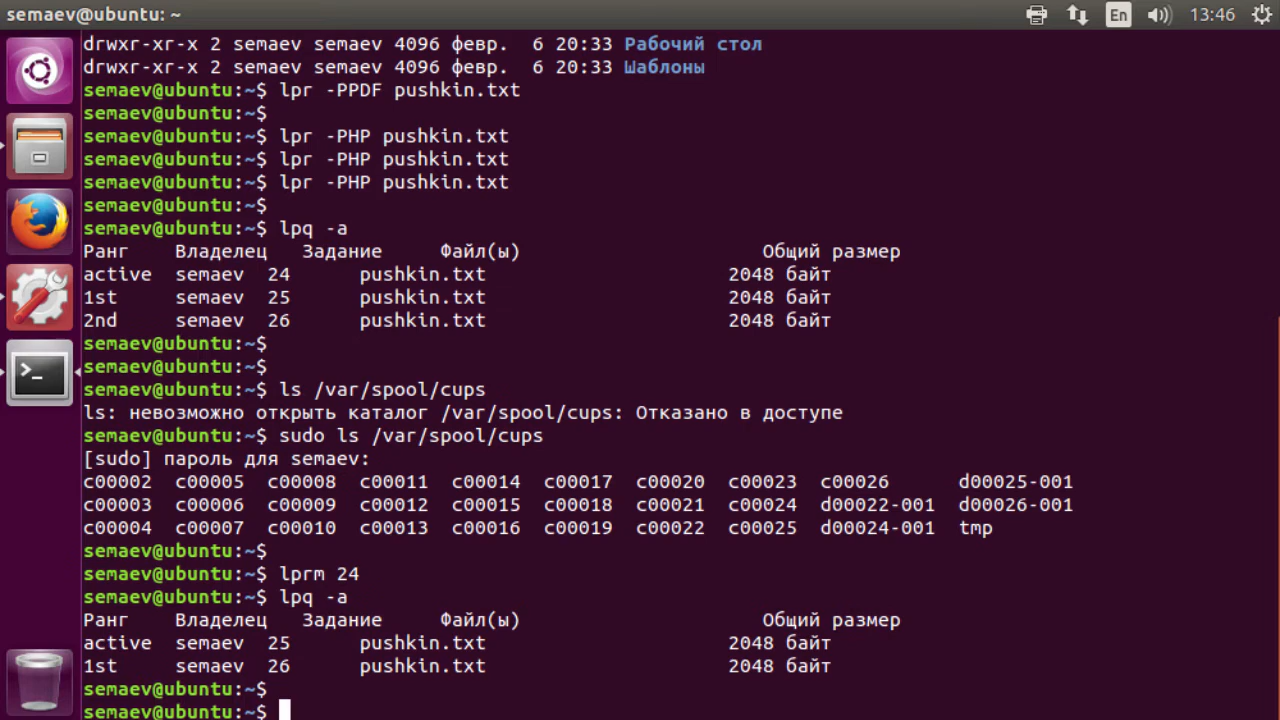 semaev@ubuntu: ~ En 13:46
drwxr-xr-x 2 semaev semaev 4096 февр.  6 20:33 Рабочий стол
drwxr-xr-x 2 semaev semaev 4096 февр.  6 20:33 Шаблоны
semaev@ubuntu:~$ lpr -PPDF pushkin.txt
semaev@ubuntu:~$
semaev@ubuntu:~$ lpr -PHP pushkin.txt
semaev@ubuntu:~$ lpr -PHP pushkin.txt
semaev@ubuntu:~$ lpr -PHP pushkin.txt
semaev@ubuntu:~$
semaev@ubuntu:~$ lpq -a
Ранг    Владелец   Задание     Файл(ы)                     Общий размер
active  semaev  24      pushkin.txt                     2048 байт
1st     semaev  25      pushkin.txt                     2048 байт
2nd     semaev  26      pushkin.txt                     2048 байт
semaev@ubuntu:~$
semaev@ubuntu:~$
semaev@ubuntu:~$ ls /var/spool/cups
ls: невозможно открыть каталог /var/spool/cups: Отказано в доступе
semaev@ubuntu:~$ sudo ls /var/spool/cups
[sudo] пароль для semaev:
c00002  c00005  c00008  c00011  c00014  c00017  c00020  c00023  c00026      d00025-001
c00003  c00006  c00009  c00012  c00015  c00018  c00021  c00024  d00022-001  d00026-001
c00004  c00007  c00010  c00013  c00016  c00019  c00022  c00025  d00024-001  tmp
semaev@ubuntu:~$
semaev@ubuntu:~$ lprm 24
semaev@ubuntu:~$ lpq -a
Ранг    Владелец   Задание     Файл(ы)                     Общий размер
active  semaev  25      pushkin.txt                     2048 байт
1st     semaev  26      pushkin.txt                     2048 байт
semaev@ubuntu:~$
semaev@ubuntu:~$